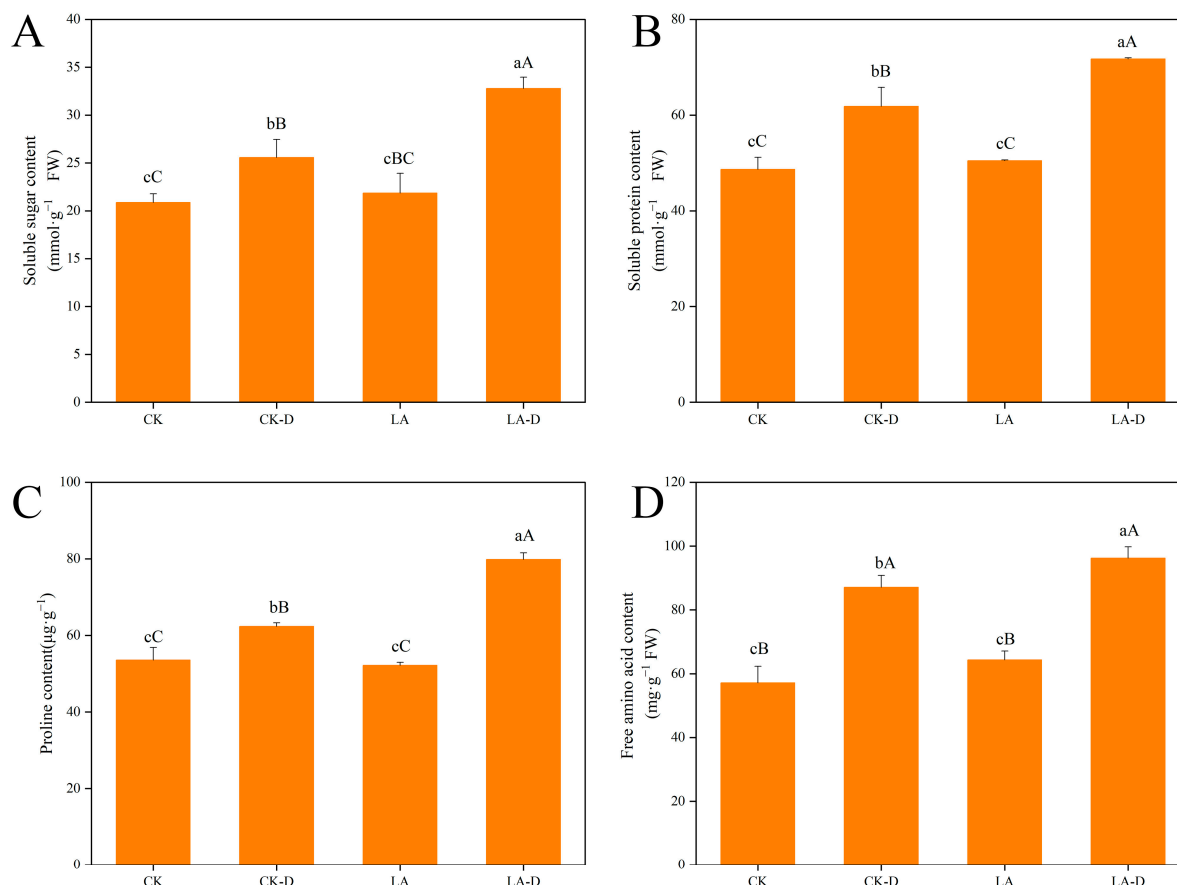 A
Soluble sugar content
(mmol·g⁻¹ FW)
40
35
30
25
20
15
10
5
0
cC
bB
cBC
aA
CK
CK-D
LA
LA-D
B
Soluble protein content
(mmol·g⁻¹ FW)
80
60
40
20
0
cC
bB
cC
aA
CK
CK-D
LA
LA-D
C
Proline content(μg·g⁻¹)
100
80
60
40
20
0
cC
bB
cC
aA
CK
CK-D
LA
LA-D
D
Free amino acid content
(mg·g⁻¹ FW)
120
100
80
60
40
20
0
cB
bA
cB
aA
CK
CK-D
LA
LA-D